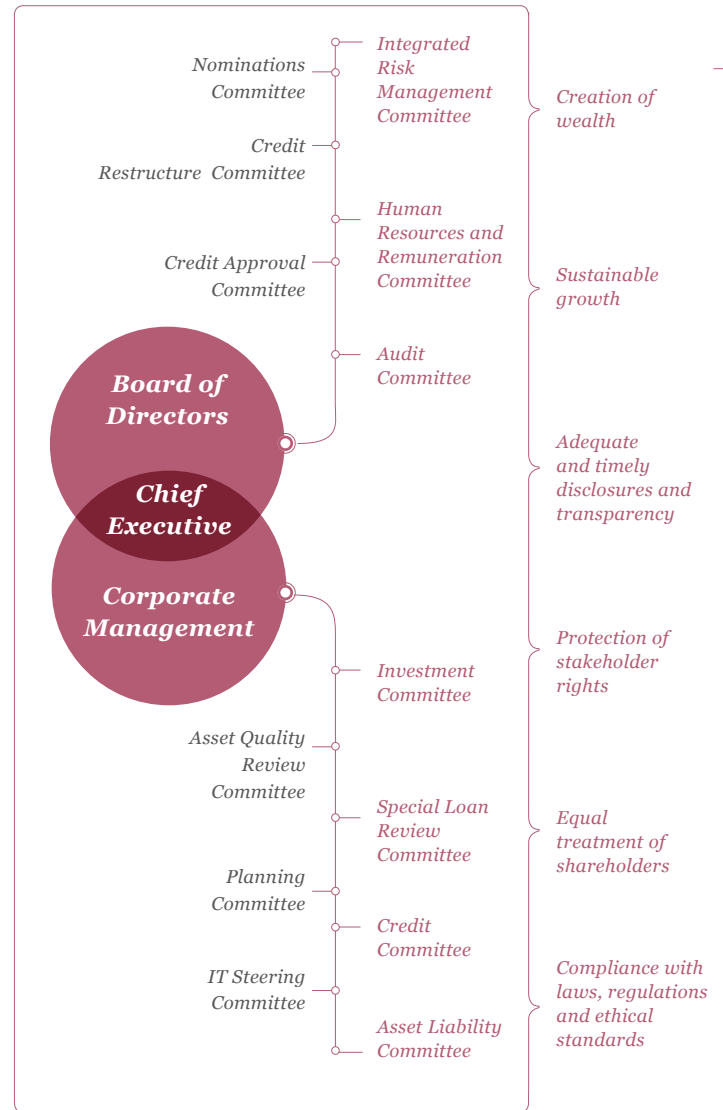 Nominations
Committee
Integrated
Risk
Management
Committee
Credit
Restructure Committee
Human
Resources and
Remuneration
Committee
Credit Approval
Committee
Audit
Committee
Board of
Directors
Chief
Executive
Corporate
Management
Investment
Committee
Asset Quality
Review
Committee
Special Loan
Review
Committee
Planning
Committee
Credit
Committee
IT Steering
Committee
Asset Liability
Committee
Creation of
wealth
Sustainable
growth
Adequate
and timely
disclosures and
transparency
Protection of
stakeholder
rights
Equal
treatment of
shareholders
Compliance with
laws, regulations
and ethical
standards